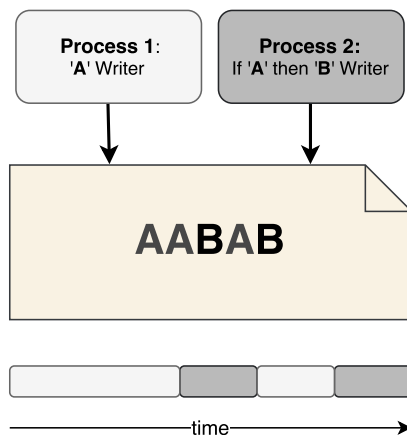 Process 1:
'A' Writer
Process 2:
If 'A' then 'B' Writer
AABAB
time